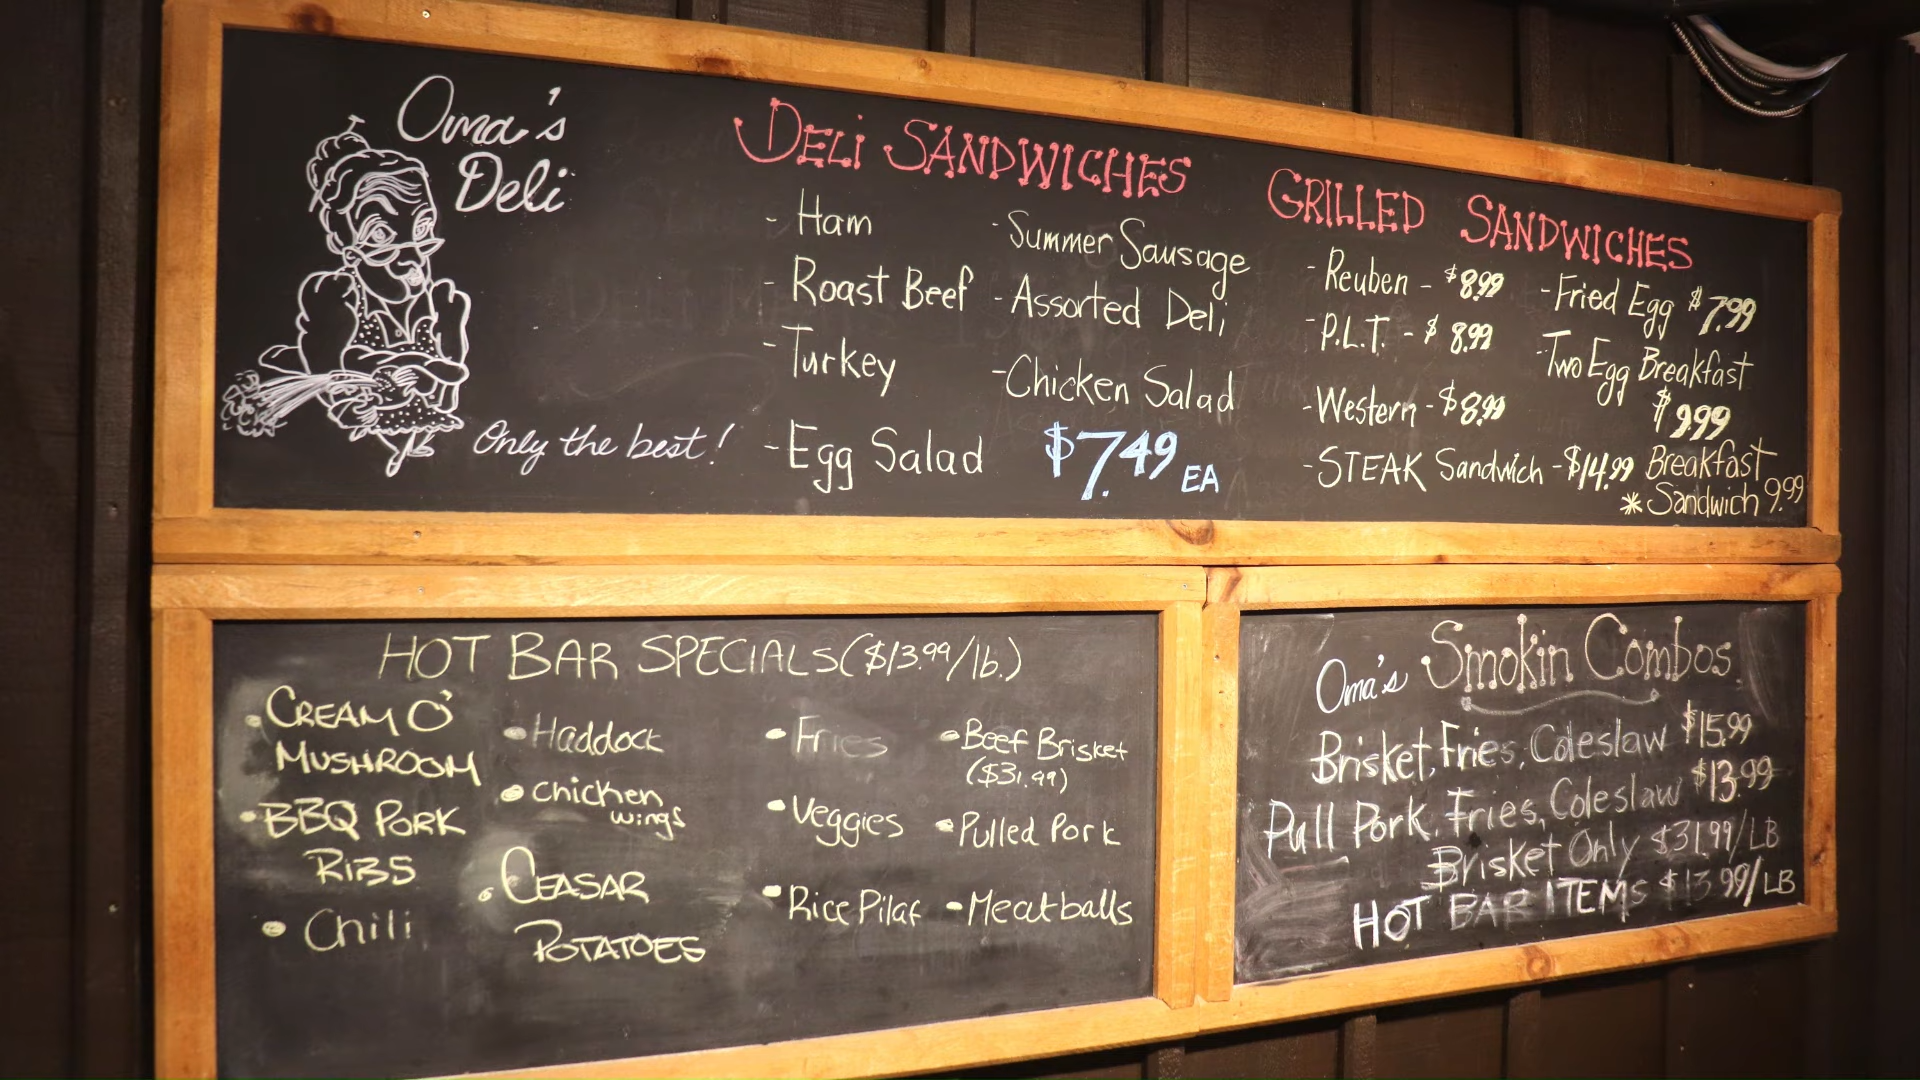 Oma's
Deli
Only the best!
DELI SANDWICHES
- Ham
- Roast Beef
- Turkey
- Egg Salad
- Summer Sausage
- Assorted Deli
- Chicken Salad
$7.49 EA
GRILLED SANDWICHES
- Reuben - $8.99
- P.L.T. - $8.99
- Western - $8.99
- STEAK Sandwich - $14.99
- Fried Egg $7.99
- Two Egg Breakfast
$9.99
Breakfast
* Sandwich 9.99
HOT BAR SPECIALS ($13.99/lb.)
• CREAM O'
MUSHROOM
• BBQ PORK
RIBS
• Chili
• Haddock
• chicken
wings
• CEASAR
POTATOES
• Fries
• Veggies
• Rice Pilaf
• Beef Brisket
($31.99)
• Pulled Pork
• Meatballs
Oma's Smokin Combos
Brisket, Fries, Coleslaw $15.99
Pull Pork, Fries, Coleslaw $13.99
Brisket Only $31.99/LB
HOT BAR ITEMS $13.99/LB